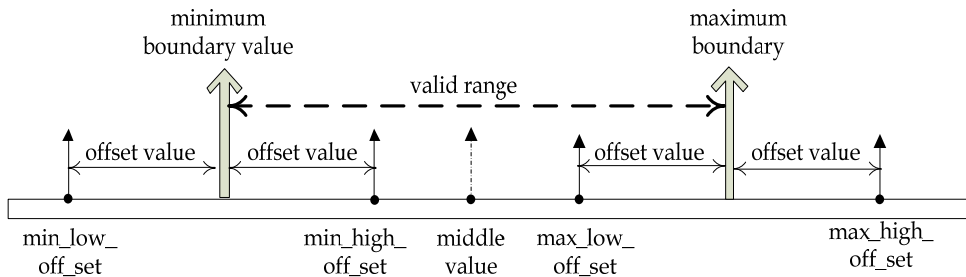 minimum
boundary value
maximum
boundary
valid range
offset value
offset value
offset value
offset value
min_low_
off_set
min_high_
off_set
middle
value
max_low_
off_set
max_high_
off_set